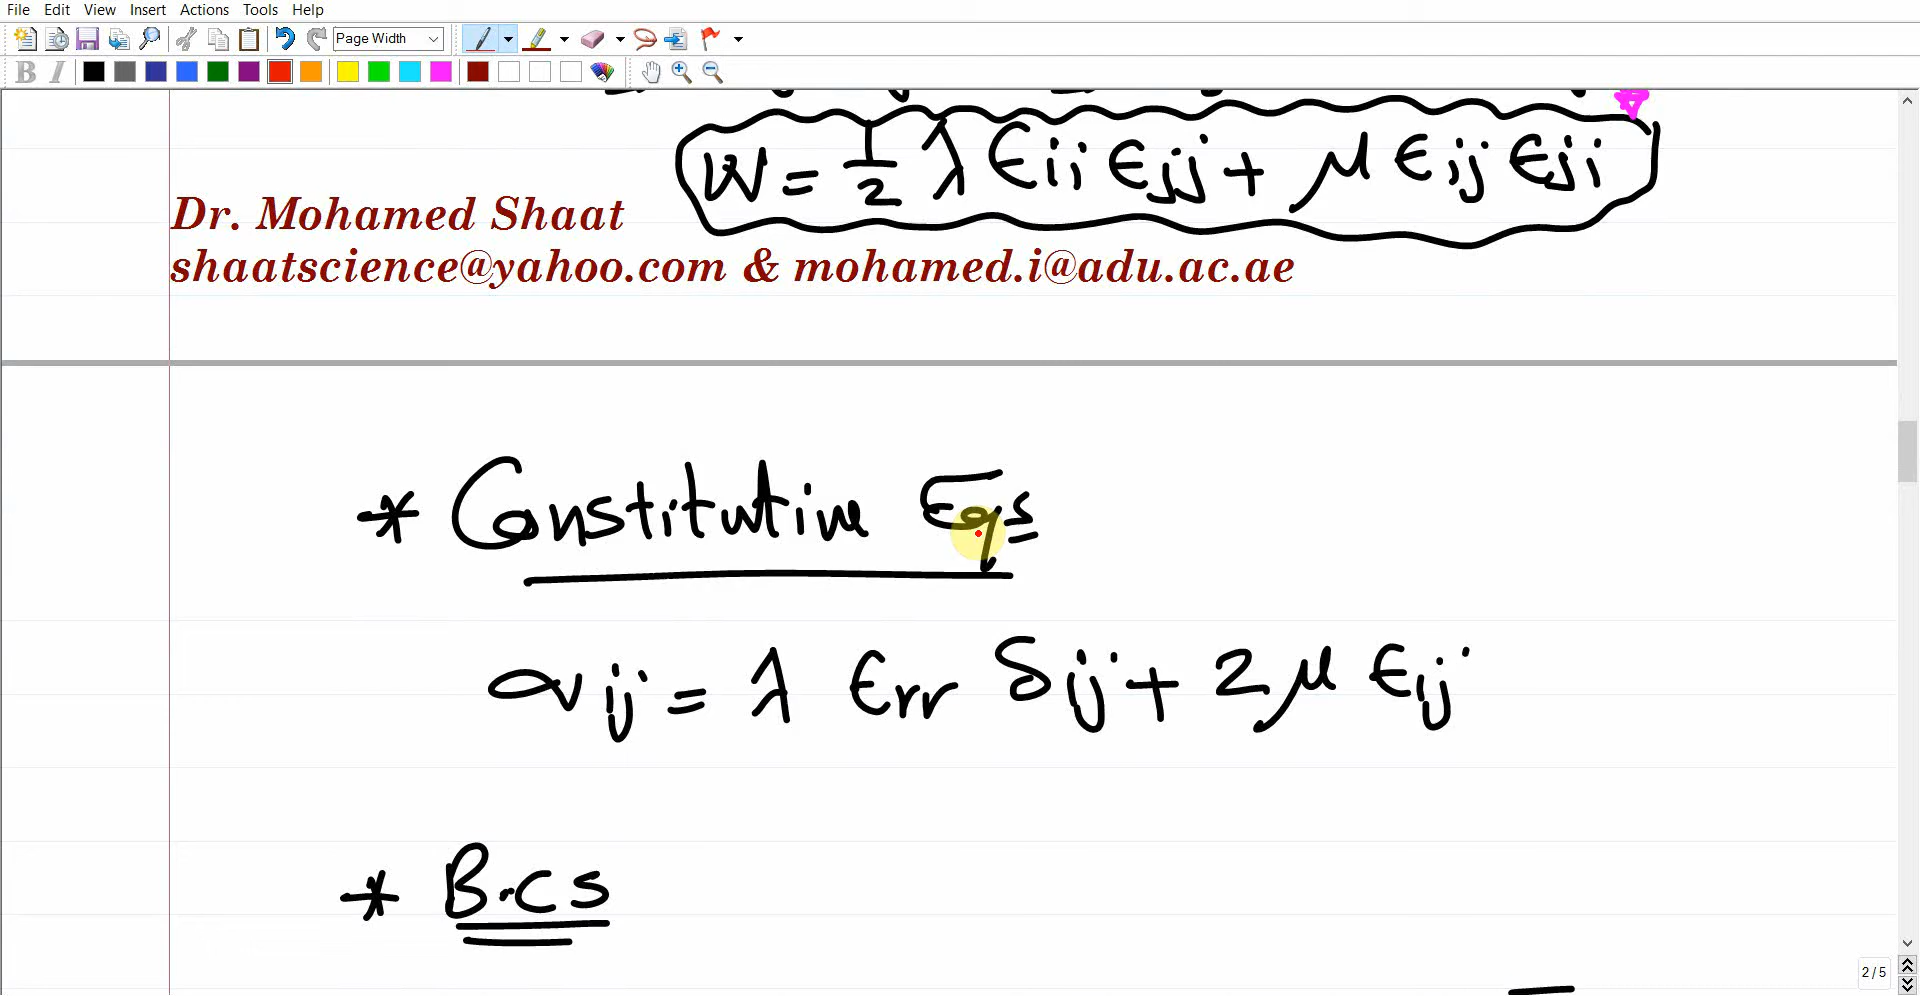 File Edit View Insert Actions Tools Help
Page Width
B I
W = 1/2 λ ϵii ϵjj + μ ϵij ϵji
Dr. Mohamed Shaat
shaatscience@yahoo.com & mohamed.i@adu.ac.ae
* Constitutive Eqs
σij = λ ϵrr δij + 2μ ϵij
* B.Cs
2 / 5